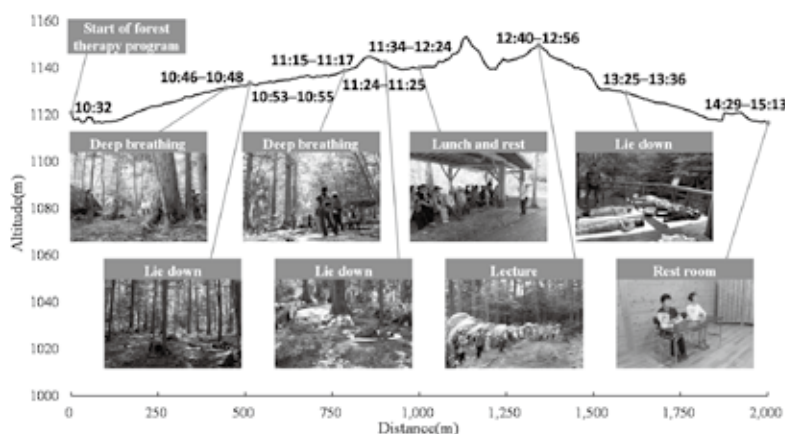 1160
1140
1120
1100
1080
1060
1040
1020
1000
Altitude(m)
Start of forest
therapy program
10:32
10:46–10:48
10:53–10:55
11:15–11:17
11:24–11:25
11:34–12:24
12:40–12:56
13:25–13:36
14:29–15:13
Deep breathing
Deep breathing
Lunch and rest
Lie down
Lie down
Lie down
Lecture
Rest room
0
250
500
750
1,000
1,250
1,500
1,750
2,000
Distance(m)